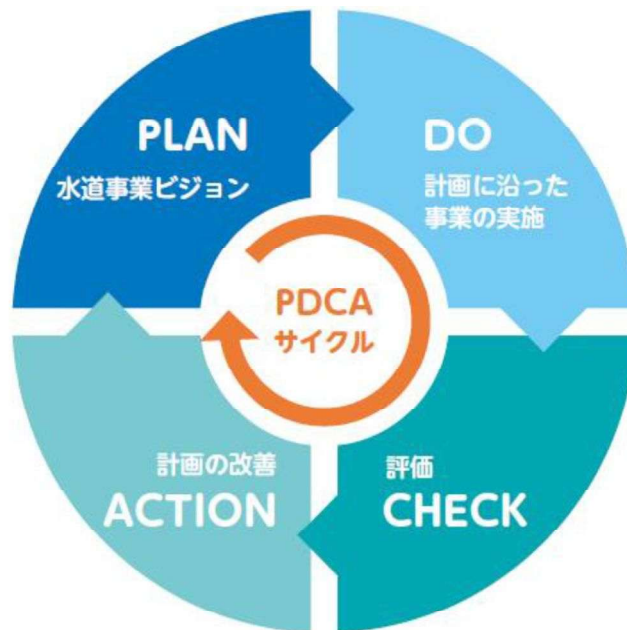 PLAN
水道事業ビジョン
DO
計画に沿った
事業の実施
PDCA
サイクル
計画の改善
ACTION
評価
CHECK